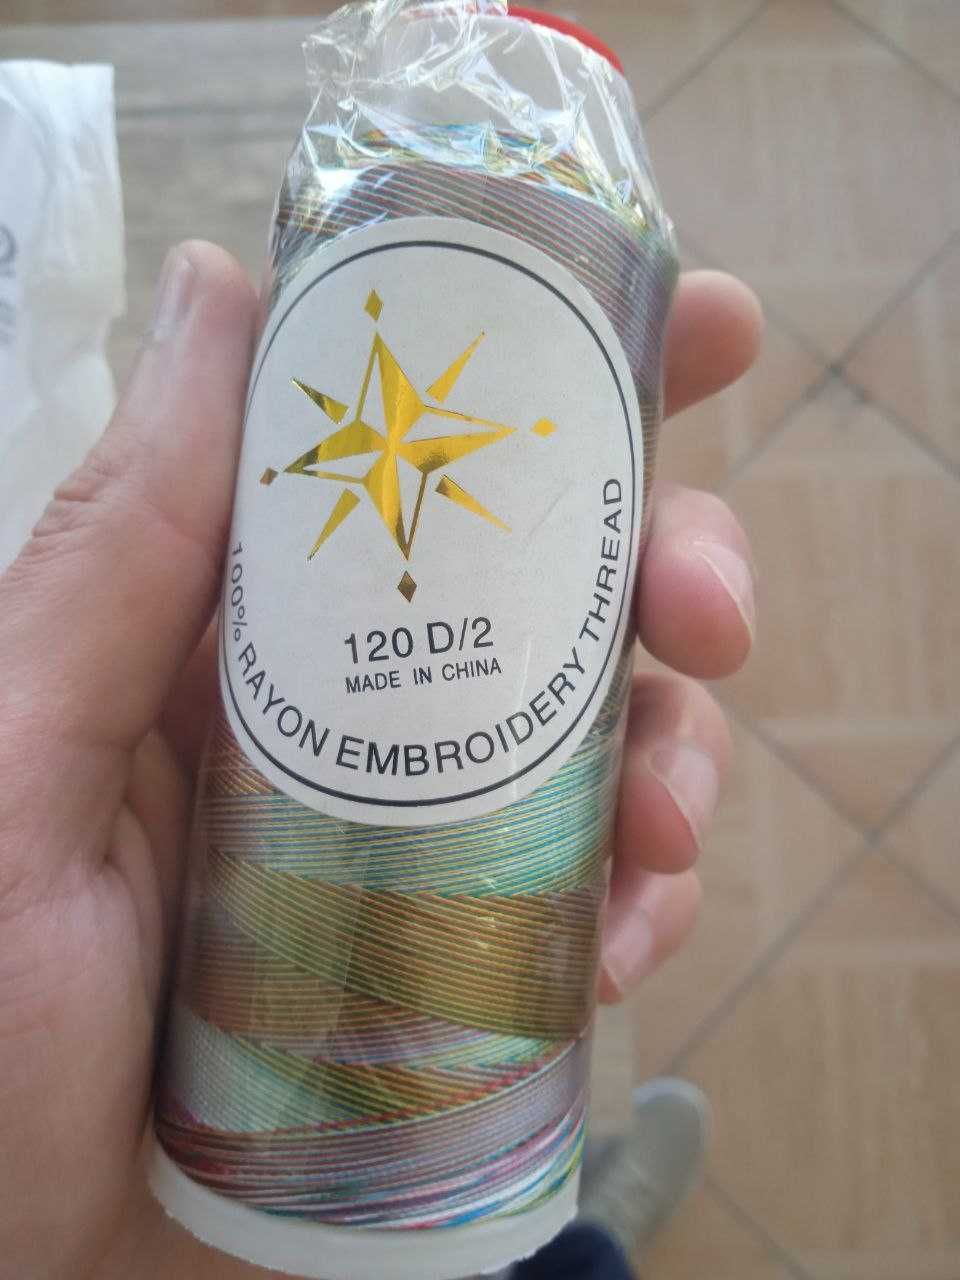 120 D/2
MADE IN CHINA
100% RAYON EMBROIDERY THREAD